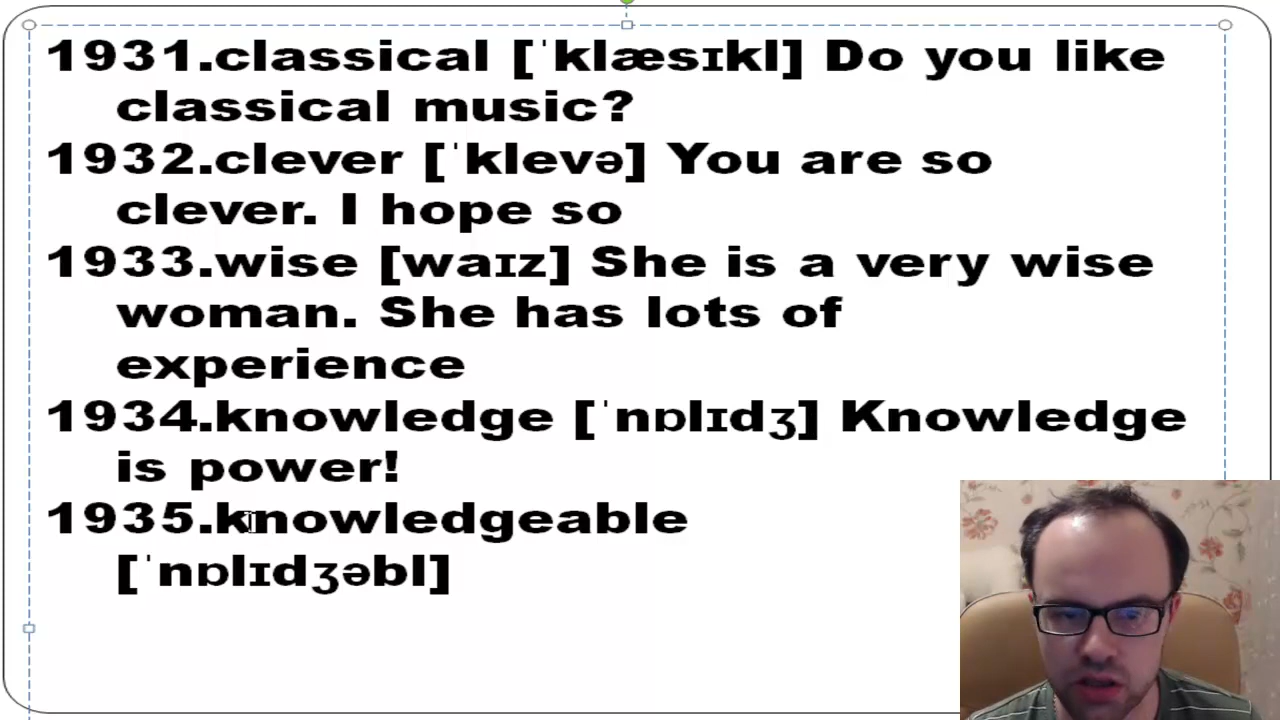 1931.classical [ˈklæsɪkl] Do you like
classical music?
1932.clever [ˈklevə] You are so
clever. I hope so
1933.wise [waɪz] She is a very wise
woman. She has lots of
experience
1934.knowledge [ˈnɒlɪdʒ] Knowledge
is power!
1935.knowledgeable
[ˈnɒlɪdʒəbl]